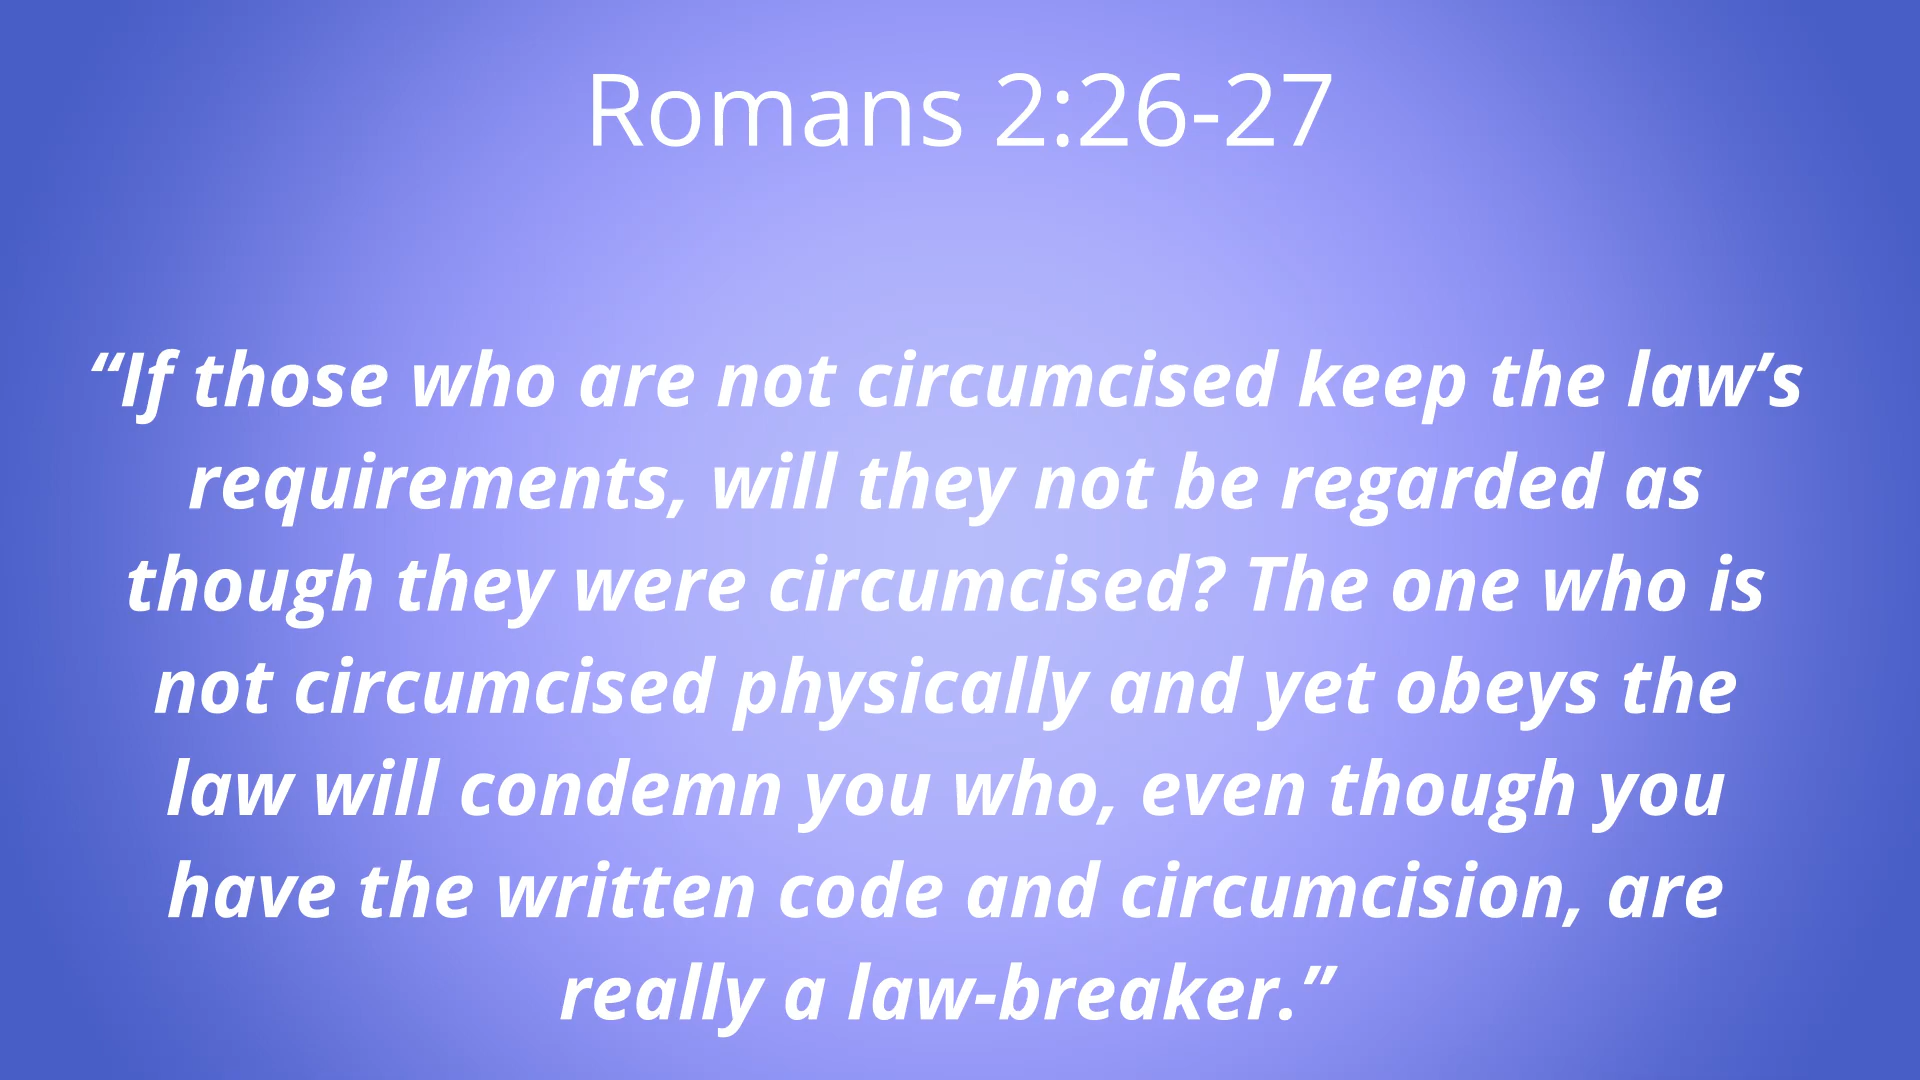 Romans 2:26-27
“If those who are not circumcised keep the law’s
requirements, will they not be regarded as
though they were circumcised? The one who is
not circumcised physically and yet obeys the
law will condemn you who, even though you
have the written code and circumcision, are
really a law-breaker.”